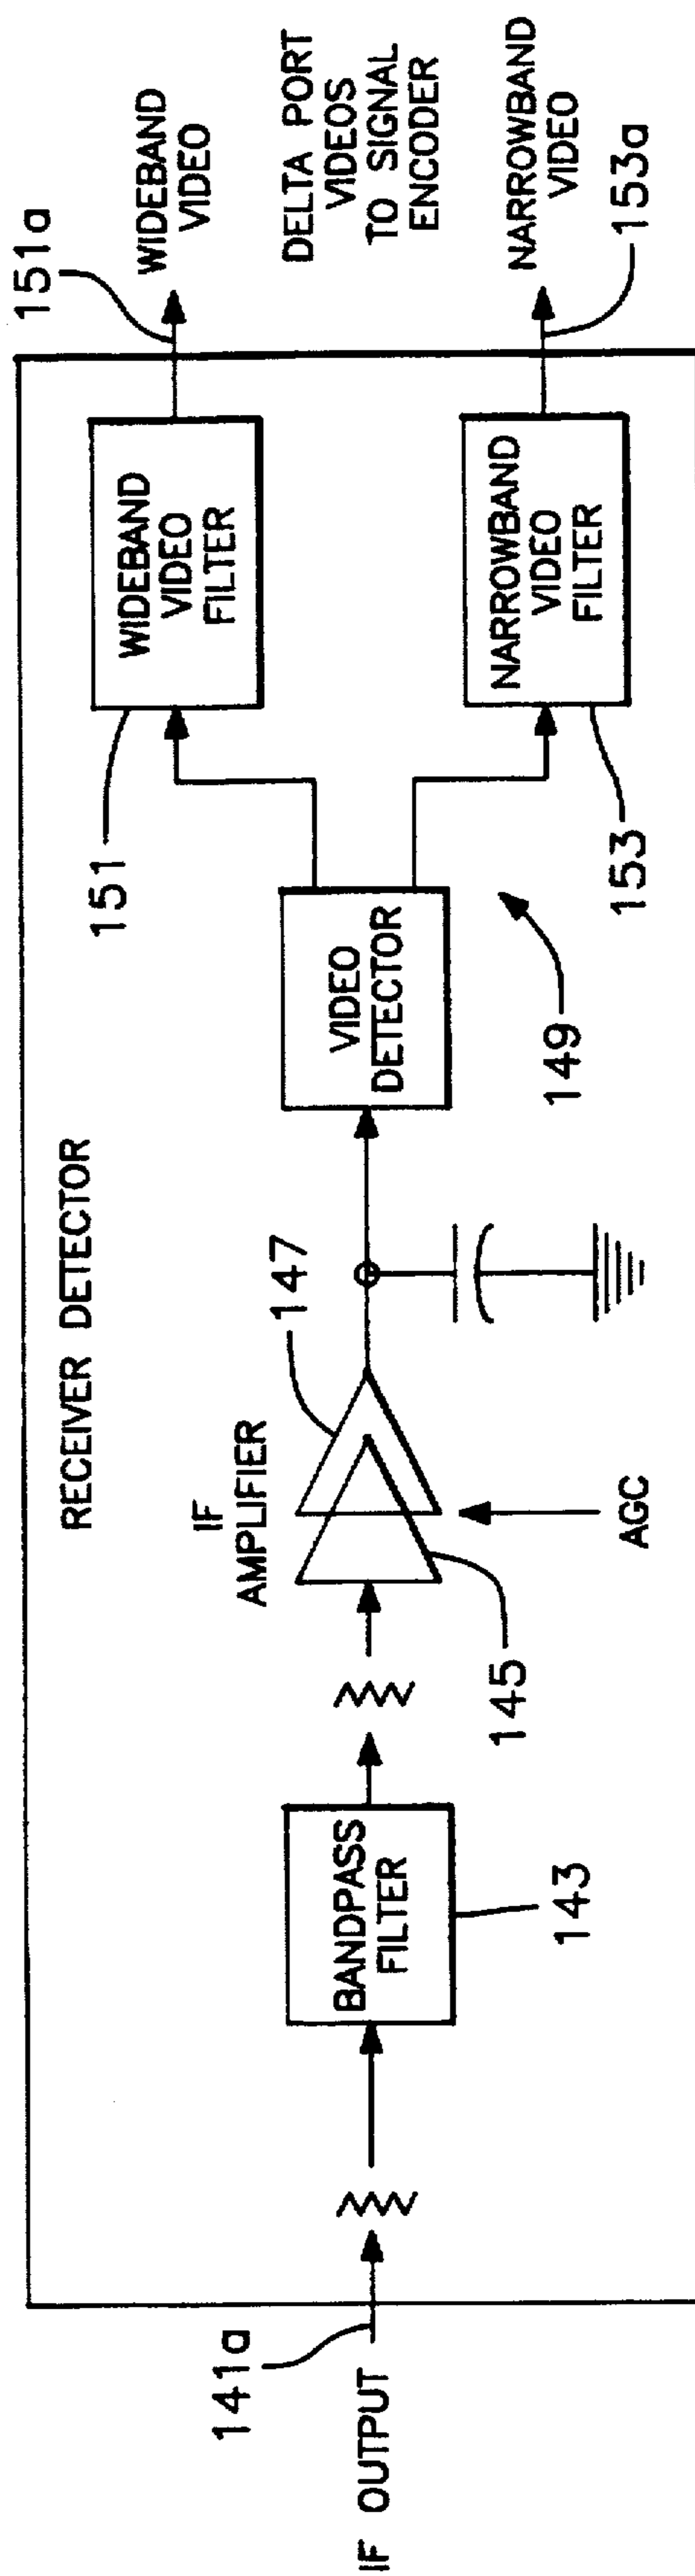 RECEIVER DETECTOR
IF OUTPUT
141a
BANDPASS
FILTER
143
IF
AMPLIFIER
145
147
AGC
VIDEO
DETECTOR
149
WIDEBAND
VIDEO
FILTER
151
NARROWBAND
VIDEO
FILTER
153
151a
WIDEBAND
VIDEO
DELTA PORT
VIDEOS
TO SIGNAL
ENCODER
NARROWBAND
VIDEO
153a